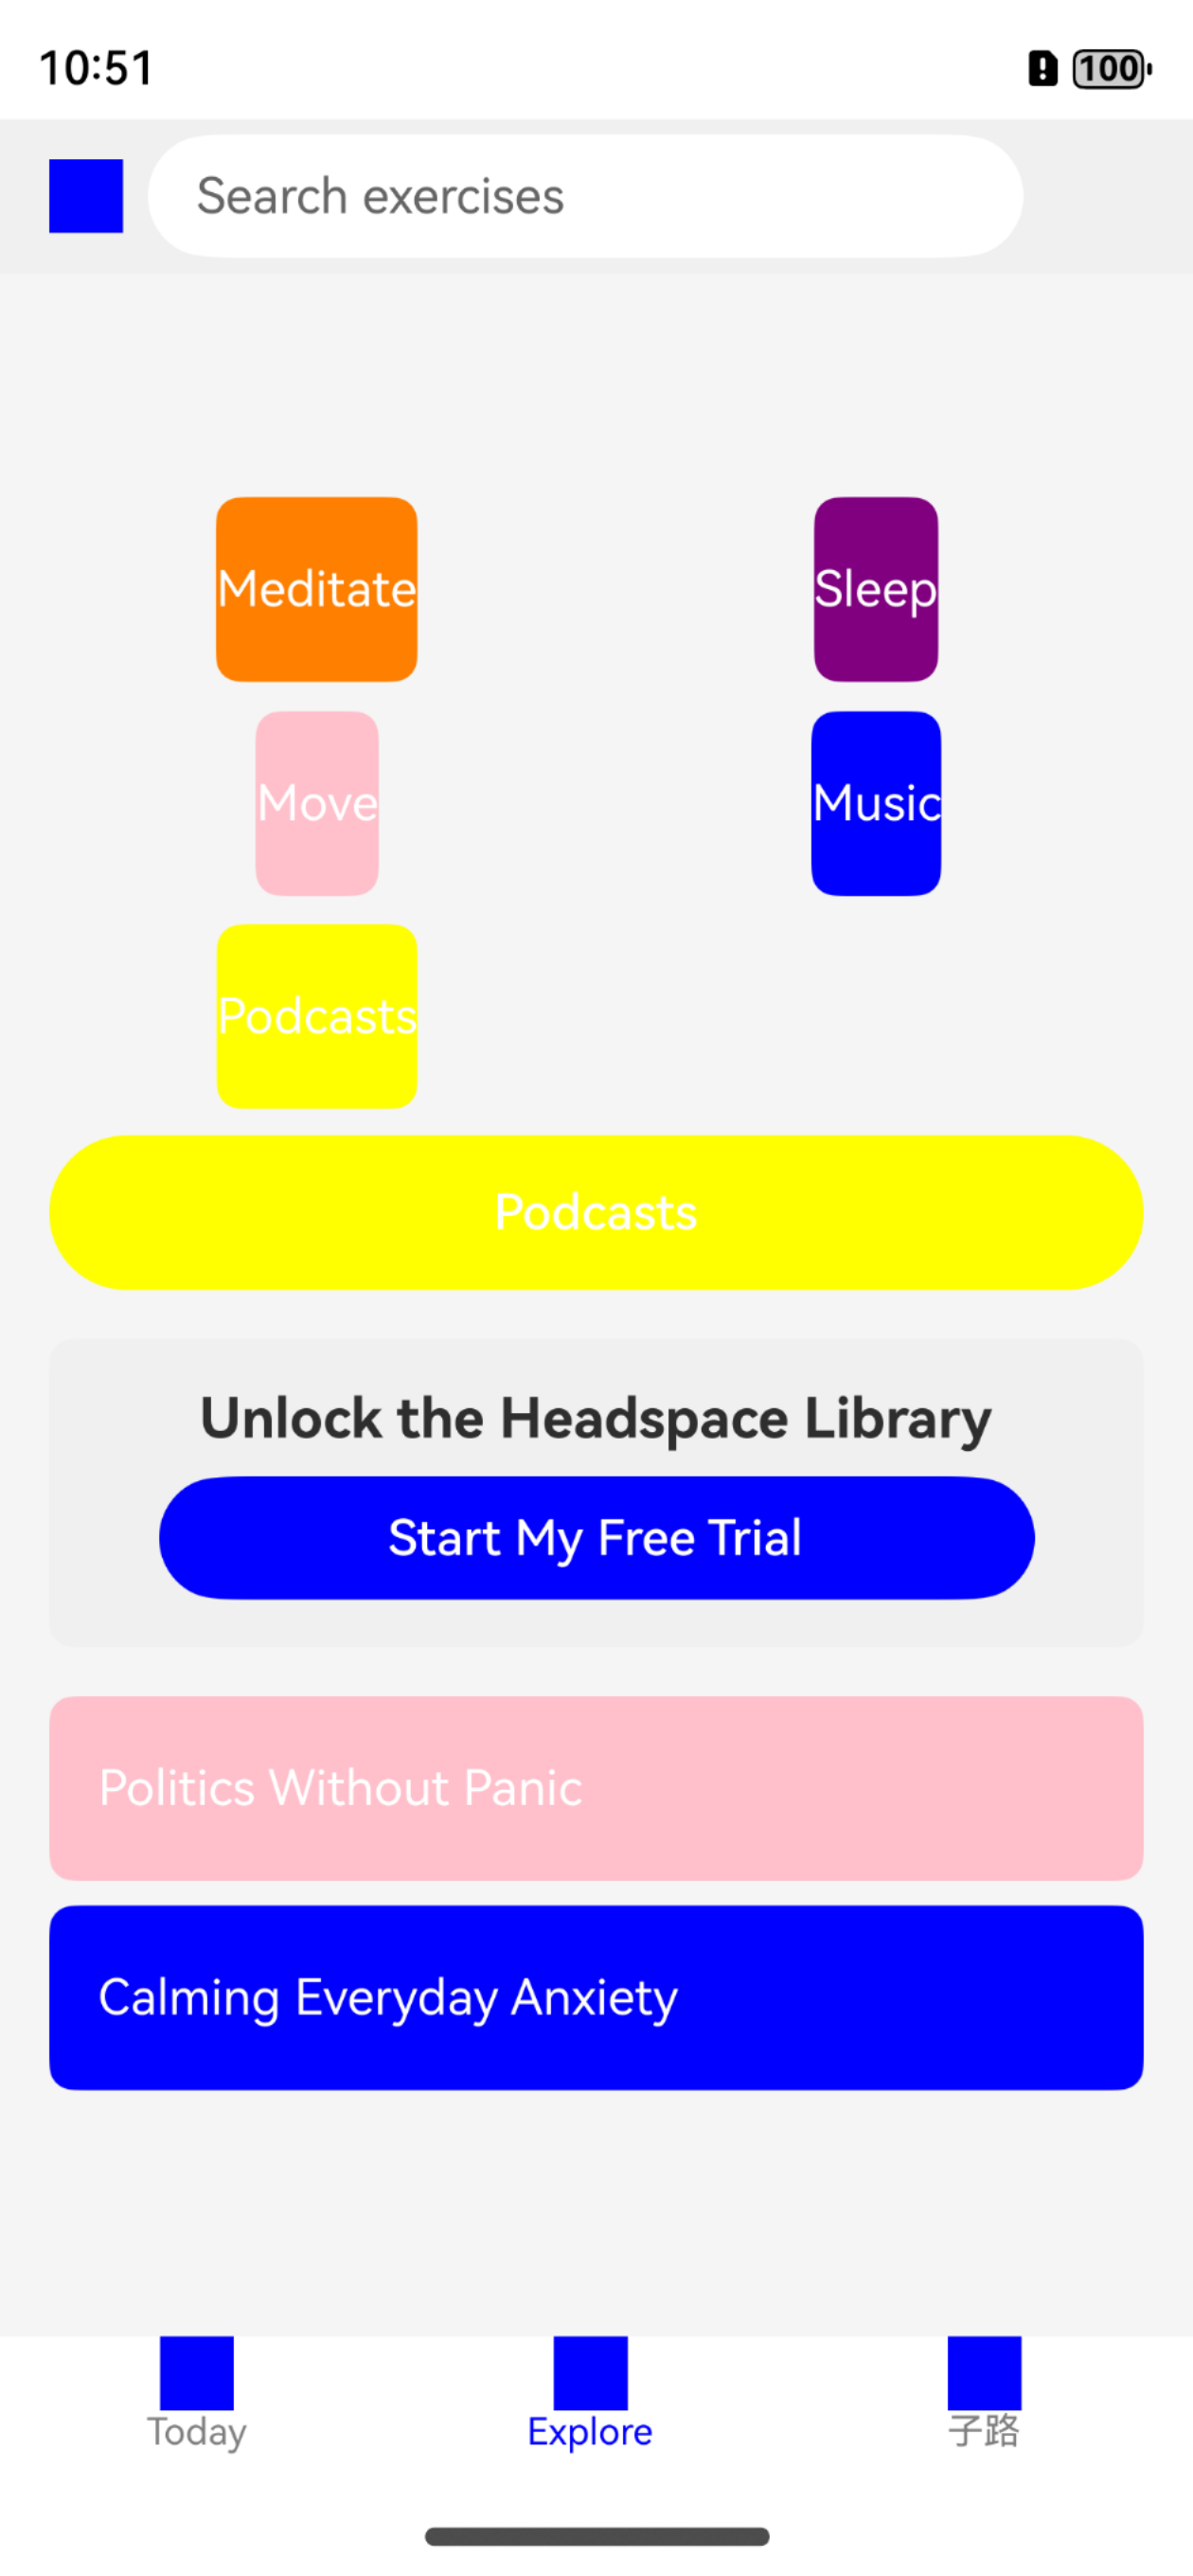 10:51
100
Search exercises
Meditate
Sleep
Move
Music
Podcasts
Podcasts
Unlock the Headspace Library
Start My Free Trial
Politics Without Panic
Calming Everyday Anxiety
Today
Explore
子路